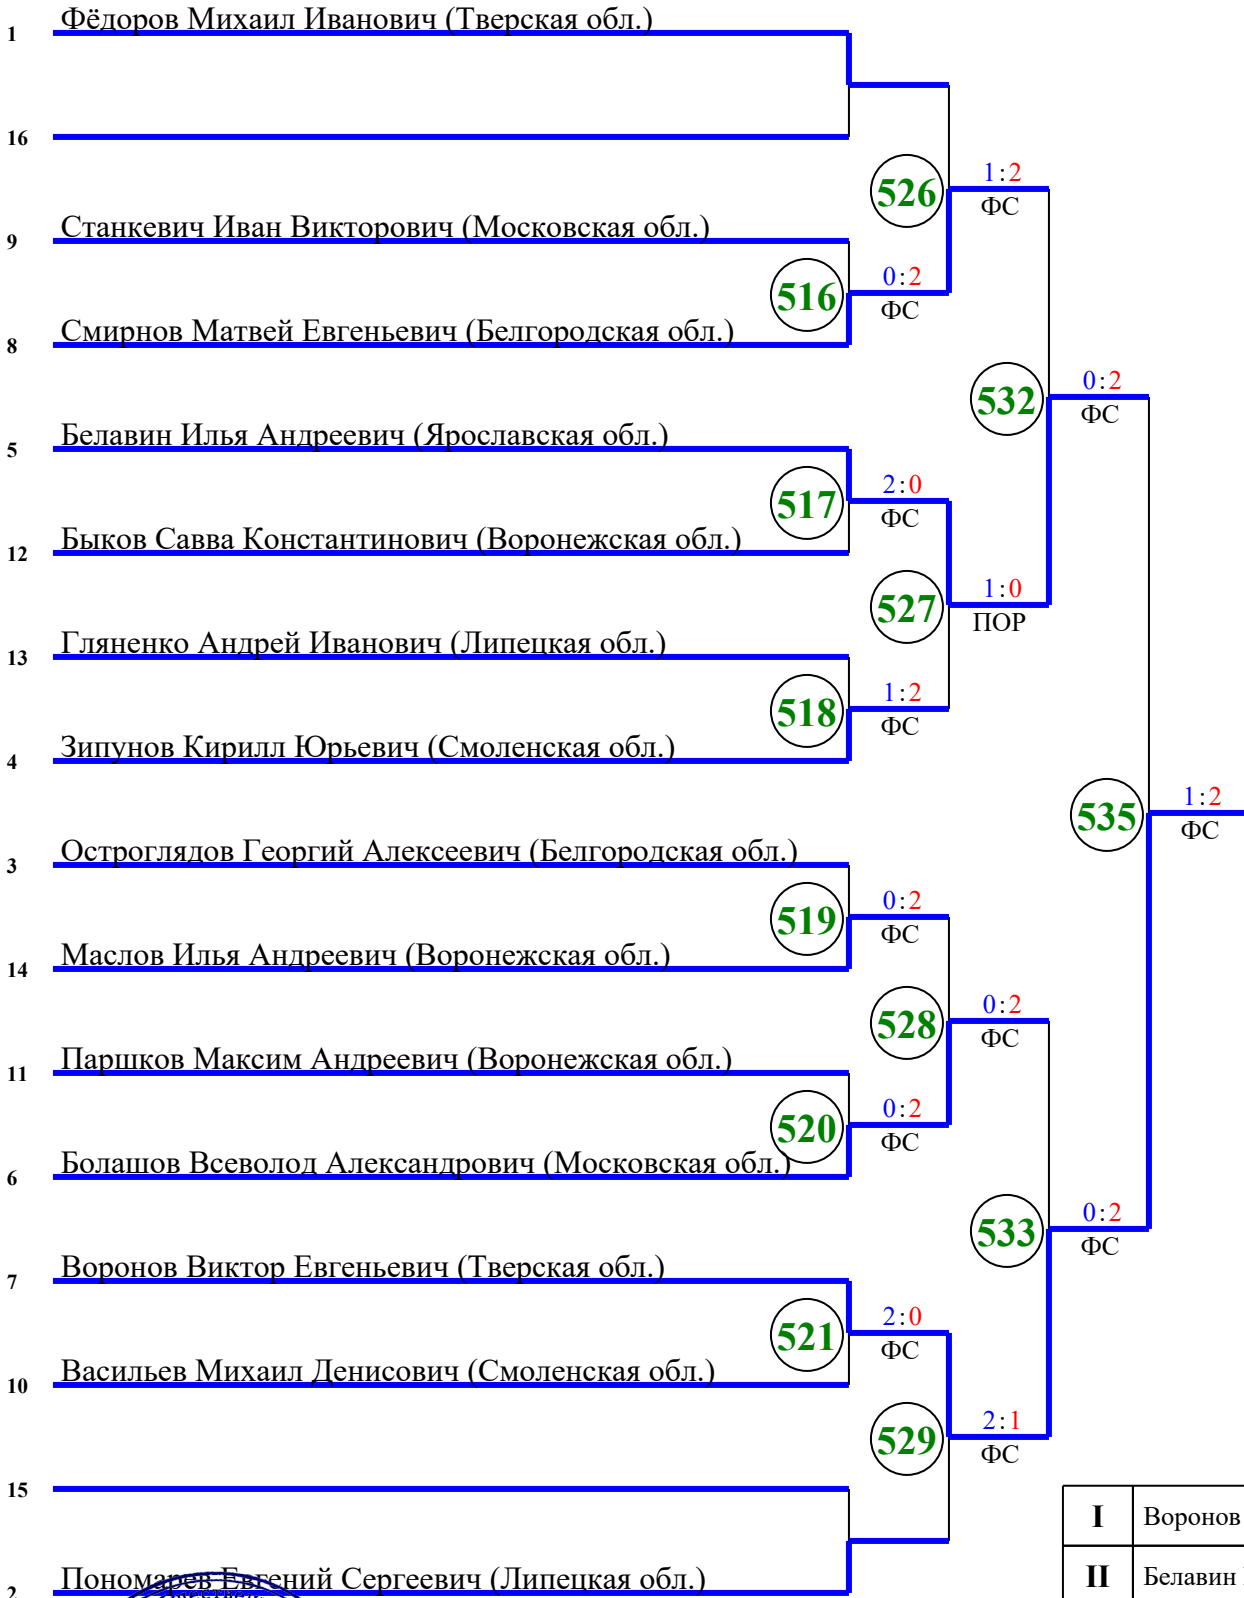 1 Фёдоров Михаил Иванович (Тверская обл.)
16
526 1:2
ФС
9 Станкевич Иван Викторович (Московская обл.)
516 0:2
ФС
8 Смирнов Матвей Евгеньевич (Белгородская обл.)
532 0:2
ФС
5 Белавин Илья Андреевич (Ярославская обл.)
517 2:0
ФС
12 Быков Савва Константинович (Воронежская обл.)
527 1:0
ПОР
13 Гляненко Андрей Иванович (Липецкая обл.)
518 1:2
ФС
4 Зипунов Кирилл Юрьевич (Смоленская обл.)
535 1:2
ФС
3 Остроглядов Георгий Алексеевич (Белгородская обл.)
519 0:2
ФС
14 Маслов Илья Андреевич (Воронежская обл.)
528 0:2
ФС
11 Паршков Максим Андреевич (Воронежская обл.)
520 0:2
ФС
6 Болашов Всеволод Александрович (Московская обл.)
533 0:2
ФС
7 Воронов Виктор Евгеньевич (Тверская обл.)
521 2:0
ФС
10 Васильев Михаил Денисович (Смоленская обл.)
529 2:1
ФС
15
I Воронов
II Белавин
2 Пономарев Евгений Сергеевич (Липецкая обл.)